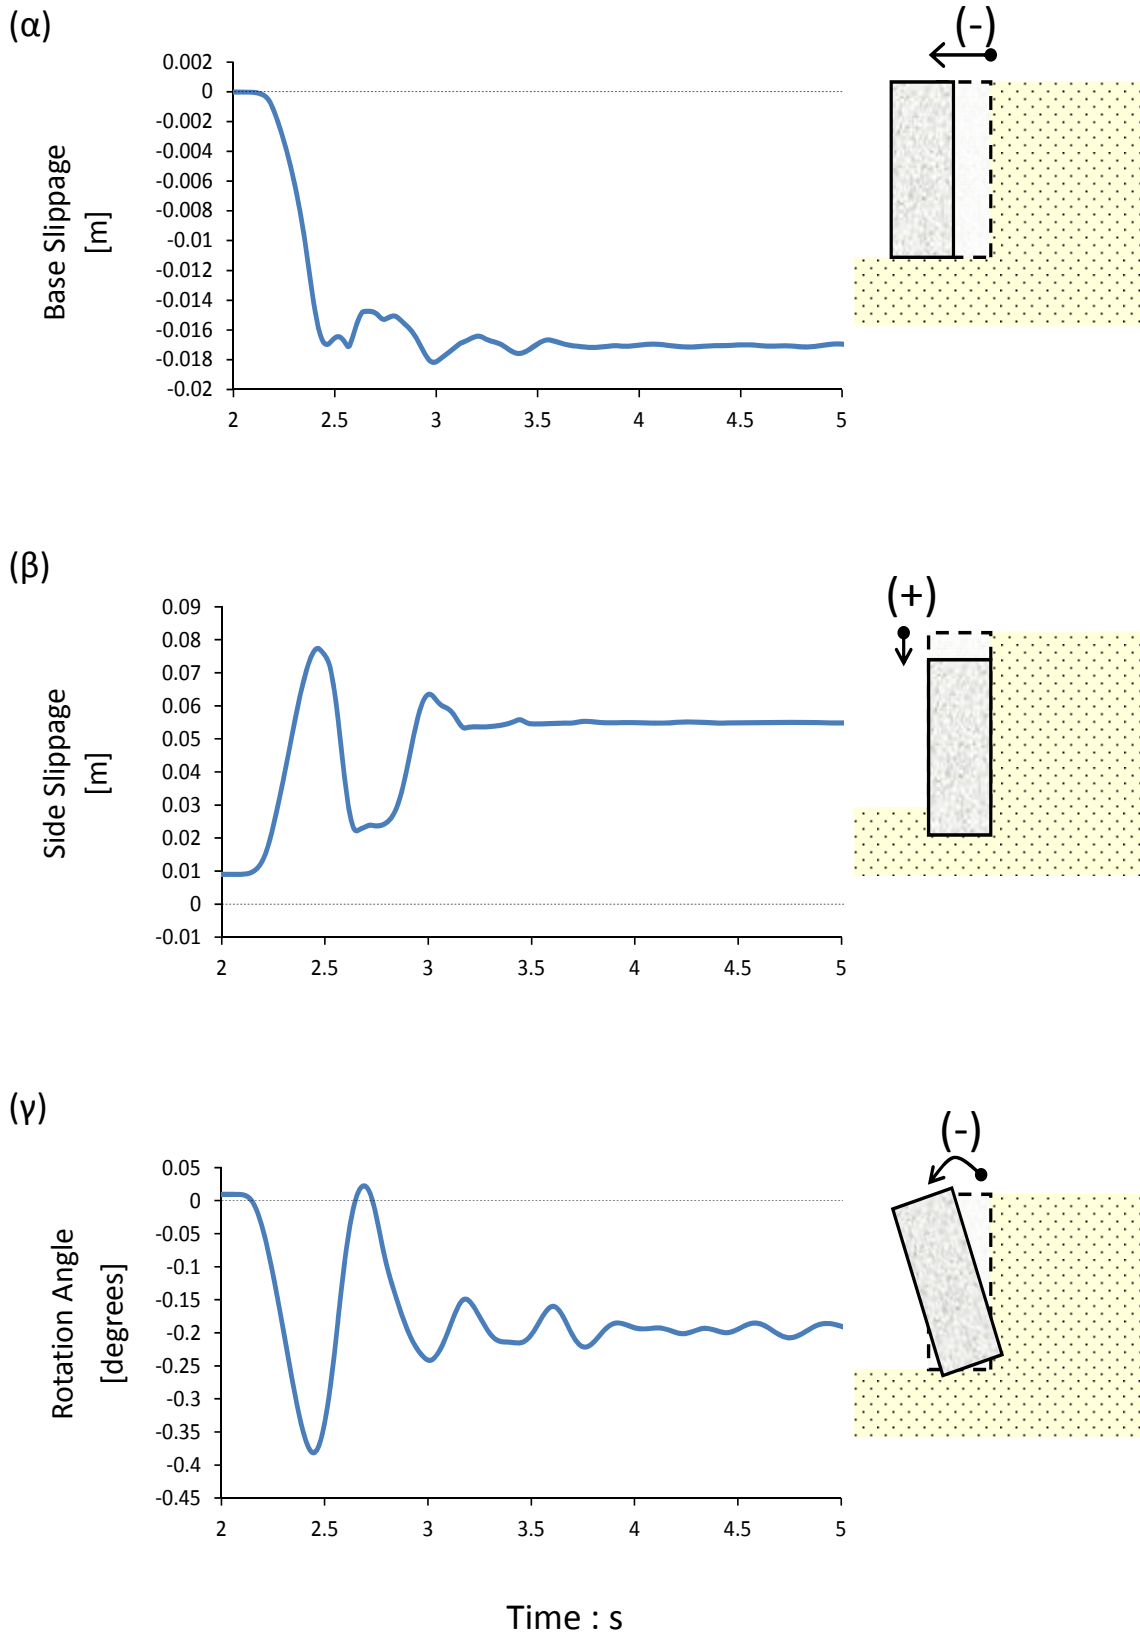 (α)
(-)
0.002
0
-0.002
-0.004
-0.006
-0.008
-0.01
-0.012
-0.014
-0.016
-0.018
-0.02
Base Slippage
[m]
2 2.5 3 3.5 4 4.5 5
(β)
(+)
0.09
0.08
0.07
0.06
0.05
0.04
0.03
0.02
0.01
0
-0.01
Side Slippage
[m]
2 2.5 3 3.5 4 4.5 5
(γ)
(-)
0.05
0
-0.05
-0.1
-0.15
-0.2
-0.25
-0.3
-0.35
-0.4
-0.45
Rotation Angle
[degrees]
2 2.5 3 3.5 4 4.5 5
Time : s